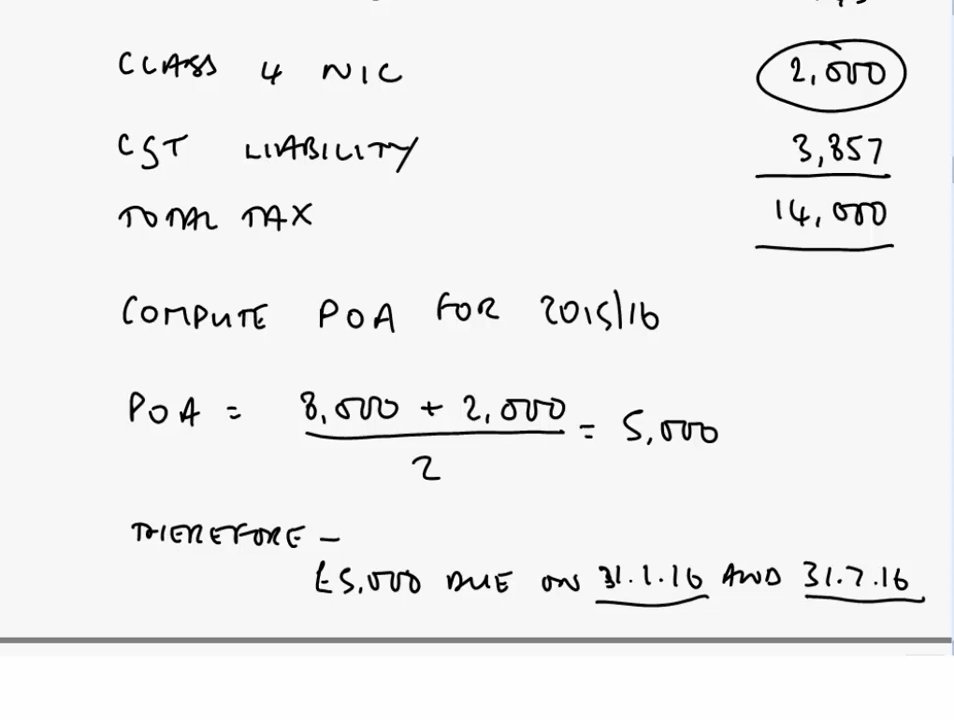 CLASS 4 NIC 2,000
CGT LIABILITY 3,857
TOTAL TAX 14,000
COMPUTE POA FOR 2015/16
POA = 8,000 + 2,000 = 5,000
2
THEREFORE –
£5,000 DUE ON 31.1.16 AND 31.7.16